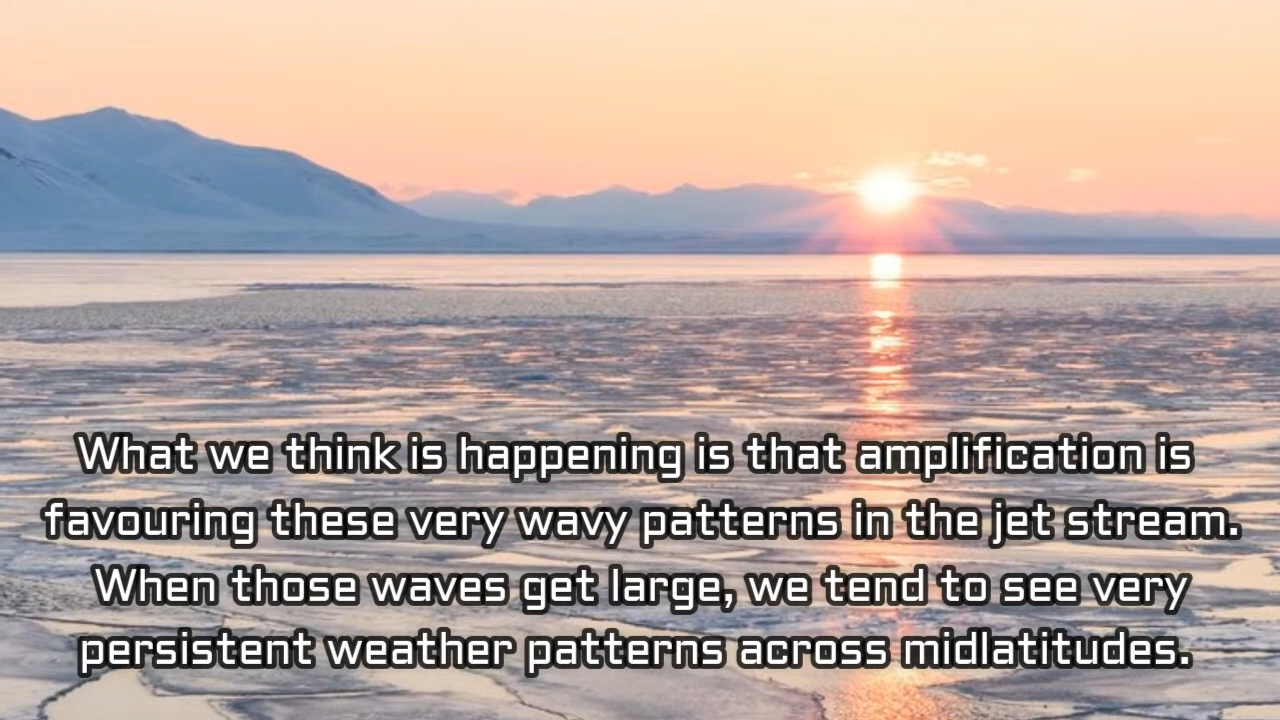 What we think is happening is that amplification is
favouring these very wavy patterns in the jet stream.
When those waves get large, we tend to see very
persistent weather patterns across midlatitudes.